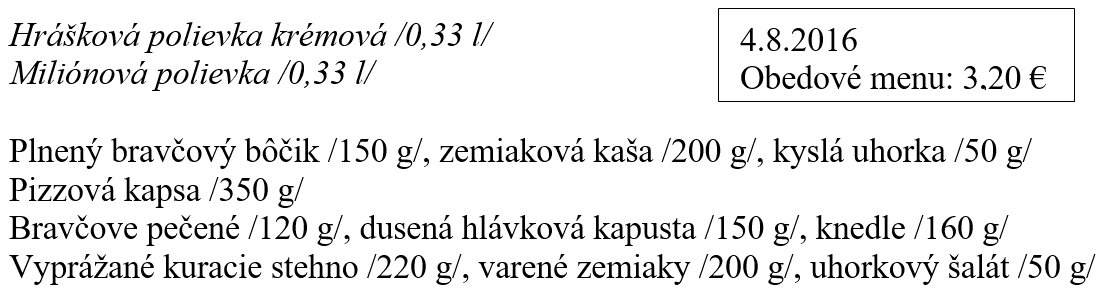 Hrášková polievka krémová /0,33 l/
Miliónová polievka /0,33 l/
4.8.2016
Obedové menu: 3,20 €
Plnený bravčový bôčik /150 g/, zemiaková kaša /200 g/, kyslá uhorka /50 g/
Pizzová kapsa /350 g/
Bravčove pečené /120 g/, dusená hlávková kapusta /150 g/, knedle /160 g/
Vyprážané kuracie stehno /220 g/, varené zemiaky /200 g/, uhorkový šalát /50 g/